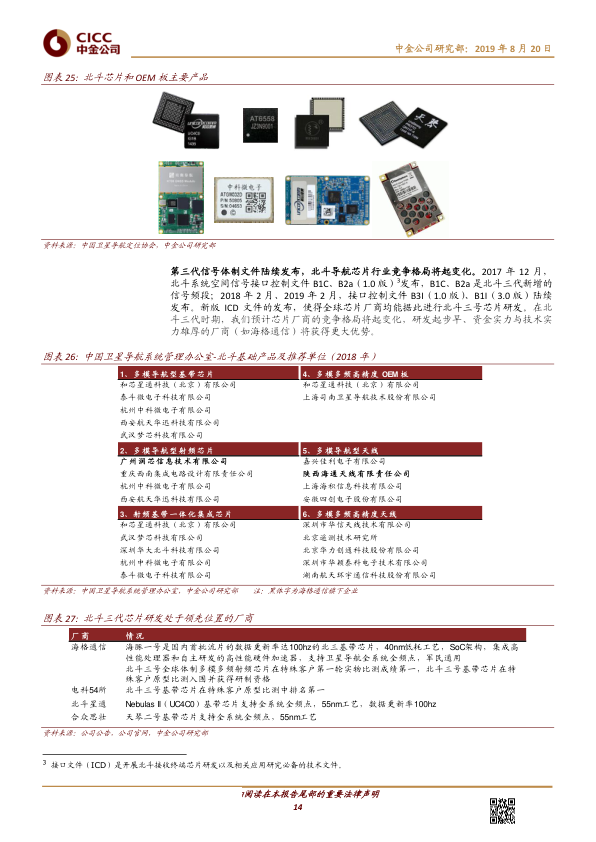 CICC
中金公司
中金公司研究部：2019 年 8 月 20 日
图表 25：北斗芯片和 OEM 板主要产品
AT6558
中科微电子
资料来源：中国卫星导航定位协会，中金公司研究部
第三代信号体制文件陆续发布，北斗导航芯片行业竞争格局将起变化。2017 年 12 月，
北斗系统空间信号接口控制文件 B1C、B2a（1.0 版）3发布，B1C、B2a 是北斗三代新增的
信号频段；2018 年 2 月、2019 年 2 月，接口控制文件 B3I（1.0 版）、B1I（3.0 版）陆续
发布。新版 ICD 文件的发布，使得全球芯片厂商均能据此进行北斗三号芯片研发。在北
斗三代时期，我们预计芯片厂商的竞争格局将起变化，研发起步早、资金实力与技术实
力雄厚的厂商（如海格通信）将获得更大优势。
图表 26：中国卫星导航系统管理办公室-北斗基础产品及推荐单位（2018 年）
1、多模导航型基带芯片 4、多模多频高精度 OEM 板
和芯星通科技（北京）有限公司 和芯星通科技（北京）有限公司
泰斗微电子科技有限公司 上海司南卫星导航技术股份有限公司
杭州中科微电子有限公司
西安航天华迅科技有限公司
武汉梦芯科技有限公司
2、多模导航型射频芯片 5、多模导航型天线
广州润芯信息技术有限公司 嘉兴佳利电子有限公司
重庆西南集成电路设计有限责任公司 陕西海通天线有限责任公司
杭州中科微电子有限公司 上海海积信息科技有限公司
西安航天华迅科技有限公司 安徽四创电子股份有限公司
3、射频基带一体化集成芯片 6、多模多频高精度天线
和芯星通科技（北京）有限公司 深圳市华信天线技术有限公司
武汉梦芯科技有限公司 北京遥测技术研究所
深圳华大北斗科技有限公司 北京华力创通科技股份有限公司
杭州中科微电子有限公司 深圳市华颖泰科电子技术有限公司
泰斗微电子科技有限公司 湖南航天环宇通信科技股份有限公司
资料来源：中国卫星导航系统管理办公室，中金公司研究部 注：黑体字为海格通信旗下企业
图表 27：北斗三代芯片研发处于领先位置的厂商
厂商 情况
海格通信 海豚一号是国内首批流片的数据更新率达100hz的北三基带芯片，40nm低耗工艺，SoC架构，集成高
性能处理器和自主研发的高性能硬件加速器，支持卫星导航全系统全频点，军民通用
北斗三号全球体制多模多频射频芯片在特殊客户第一轮实物比测成绩第一，北斗三号基带芯片在特
殊客户原型比测入围并获得研制资格
电科54所 北斗三号基带芯片在特殊客户原型比测中排名第一
北斗星通 Nebulas II（UC4C0）基带芯片支持全系统全频点，55nm工艺，数据更新率100hz
合众思壮 天琴二号基带芯片支持全系统全频点，55nm工艺
资料来源：公司公告，公司官网，中金公司研究部
3 接口文件（ICD）是开展北斗接收终端芯片研发以及相关应用研究必备的技术文件。
阅读在本报告尾部的重要法律声明
14